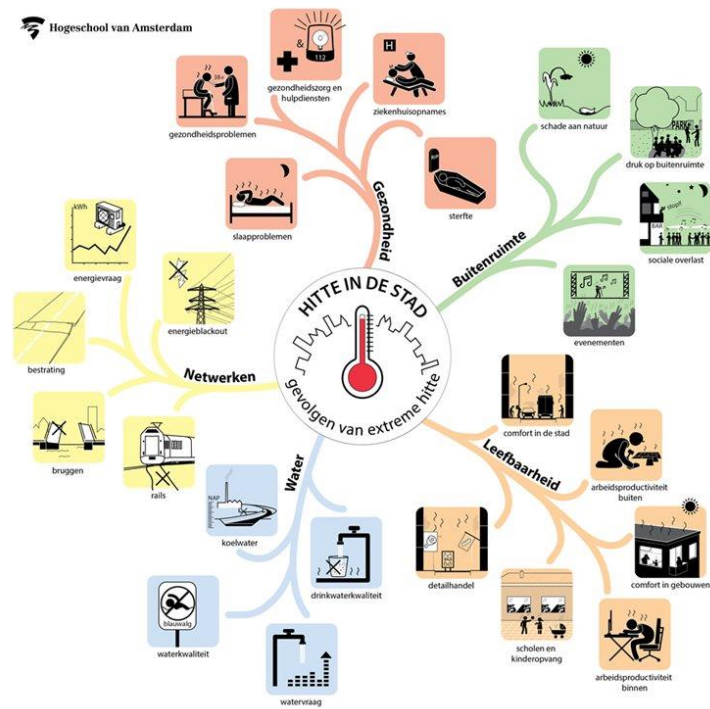 Hogeschool van Amsterdam
HITTE IN DE STAD
gevolgen van extreme hitte
Gezondheid
38+
gezondheidsproblemen
&
112
gezondheidszorg en
hulpdiensten
H
ziekenhuisopnames
RIP
sterfte
slaapproblemen
Buitenruimte
schade aan natuur
PARK
druk op buitenruimte
stop!!
BAR
sociale overlast
evenementen
Leefbaarheid
comfort in de stad
arbeidsproductiviteit
buiten
comfort in gebouwen
arbeidsproductiviteit
binnen
scholen en
kinderopvang
detailhandel
Water
NAP
koelwater
drinkwaterkwaliteit
blauwalg
waterkwaliteit
watervraag
Netwerken
kWh
energievraag
energieblackout
bestrating
bruggen
rails